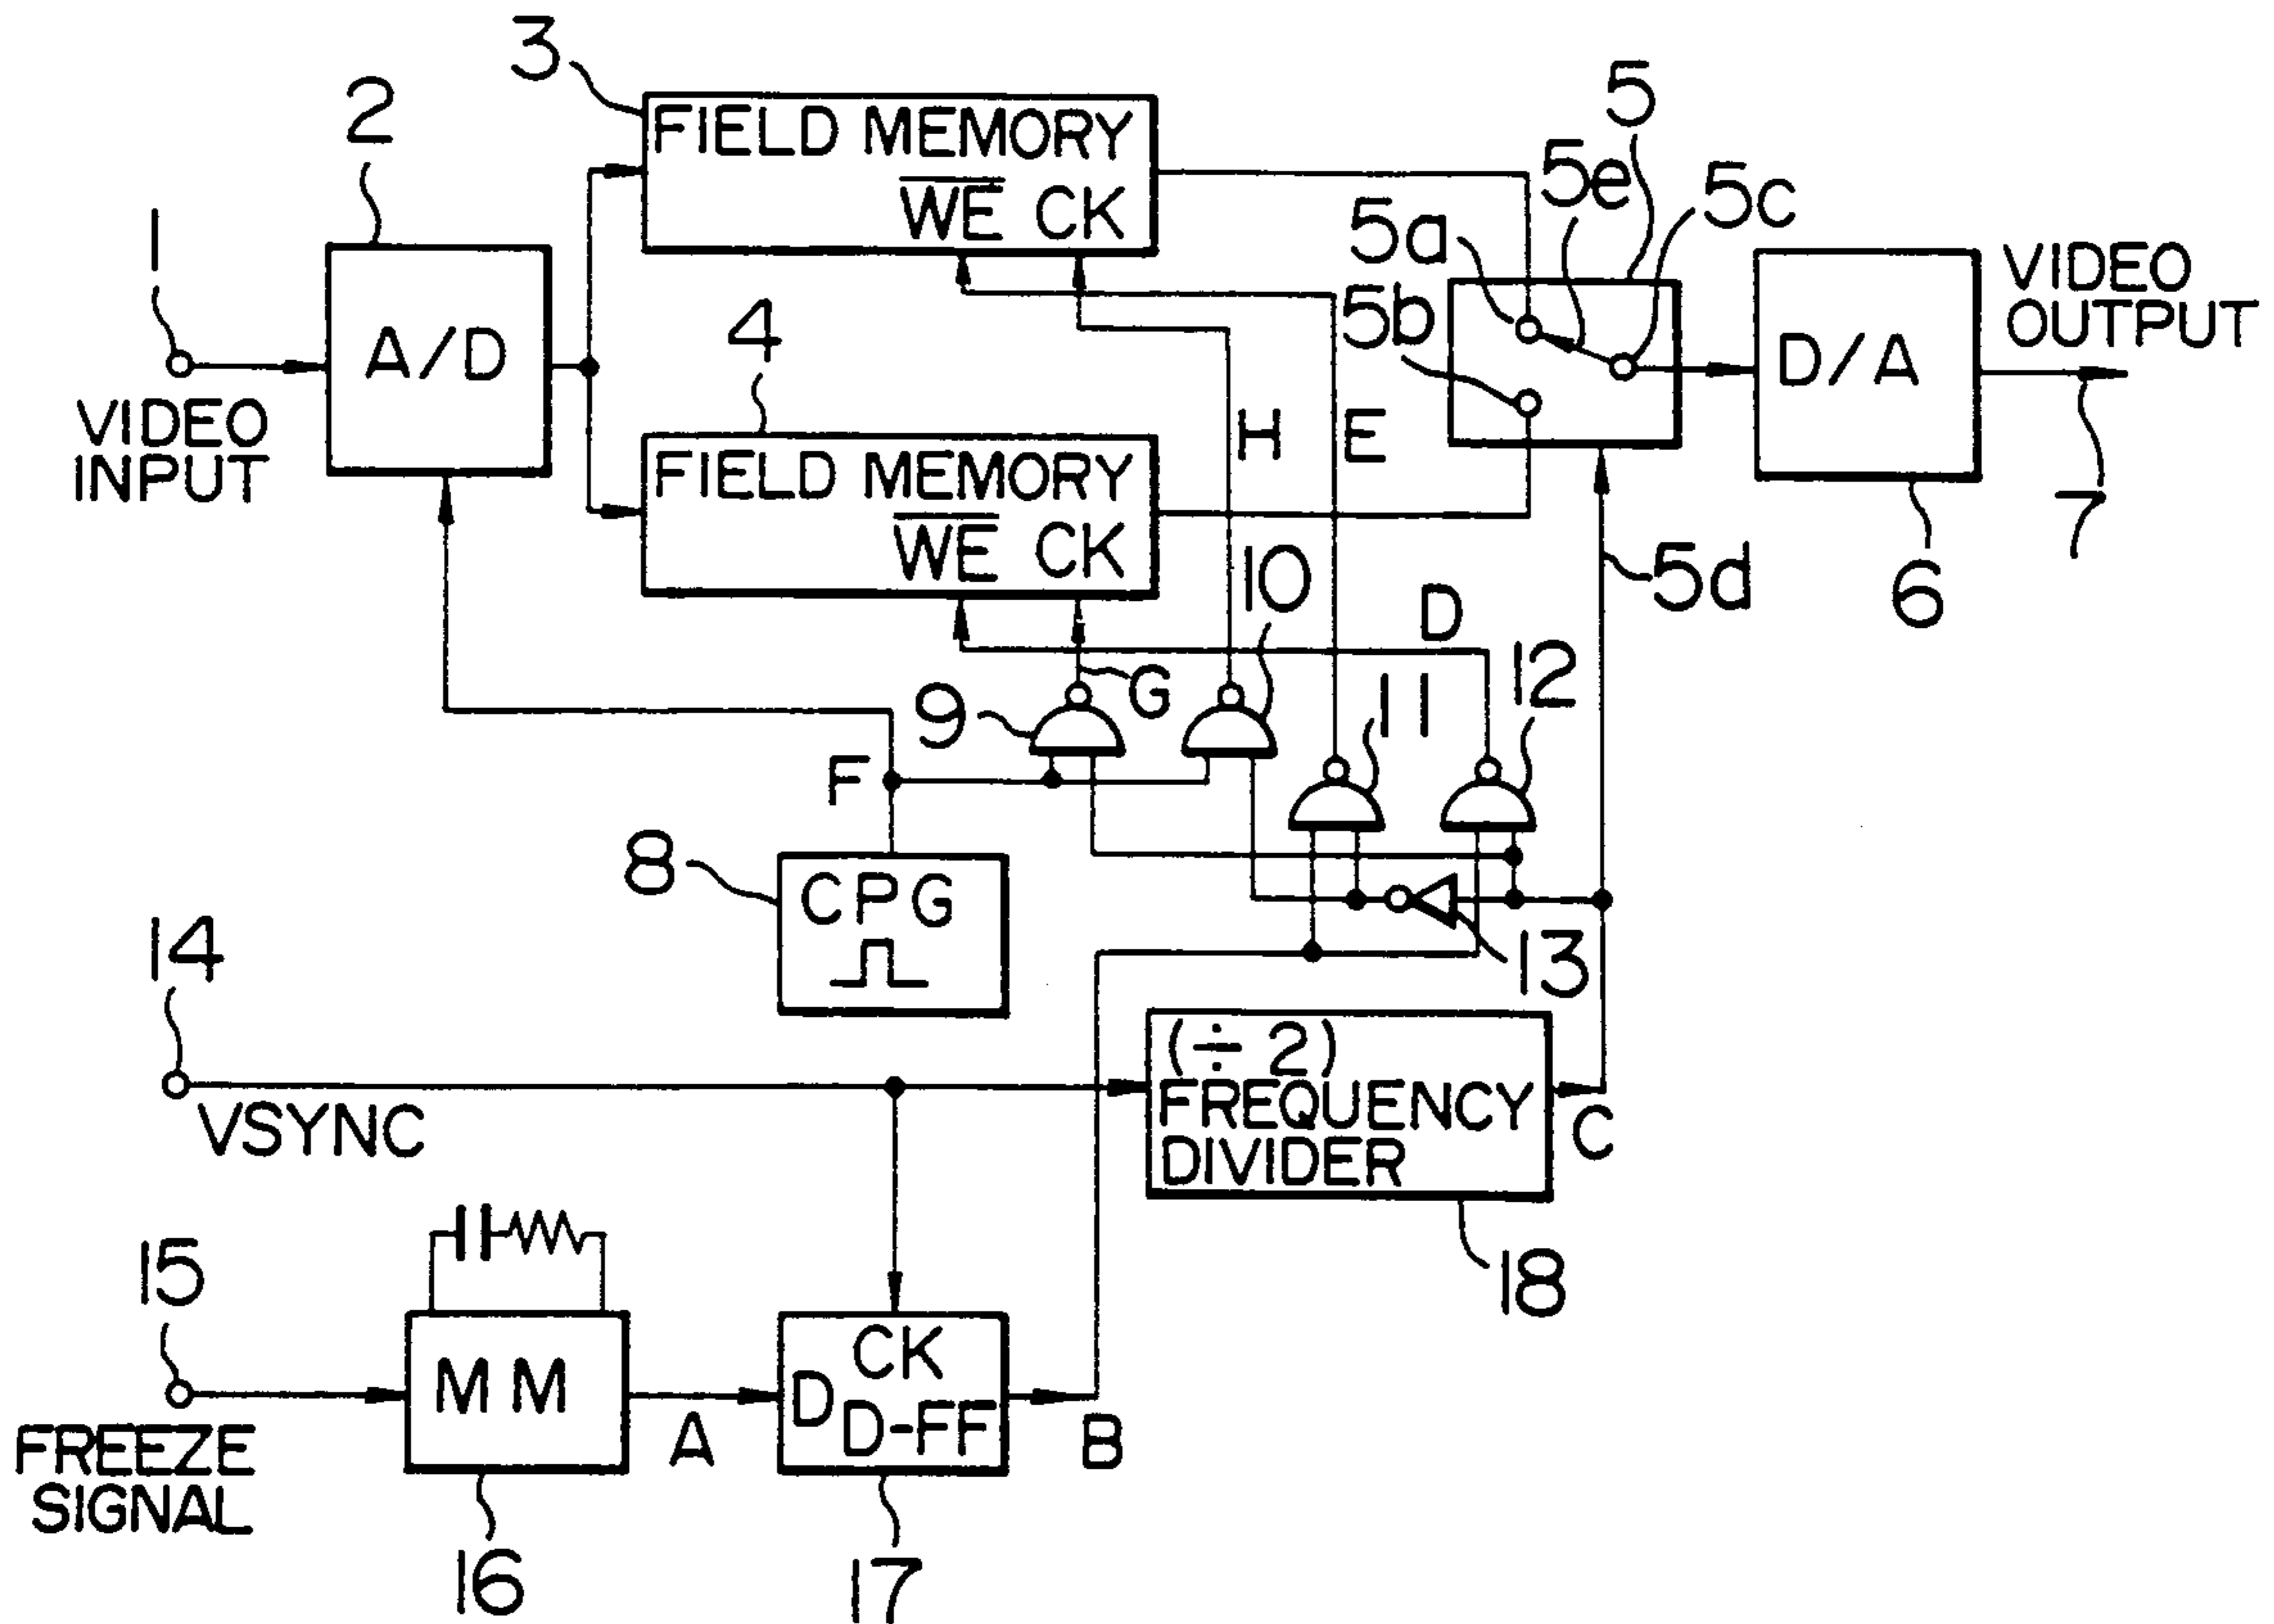 3
FIELD MEMORY
W̅E̅ CK
2
1
VIDEO
INPUT
A/D
4
FIELD MEMORY
W̅E̅ CK
5
5a
5e
5c
5b
5d
D/A
6
VIDEO
OUTPUT
7
H
E
D
G
F
9
10
11
12
13
8
CPG
14
VSYNC
(÷2)
FREQUENCY
DIVIDER
C
18
15
FREEZE
SIGNAL
MM
16
A
CK
D
D-FF
17
B